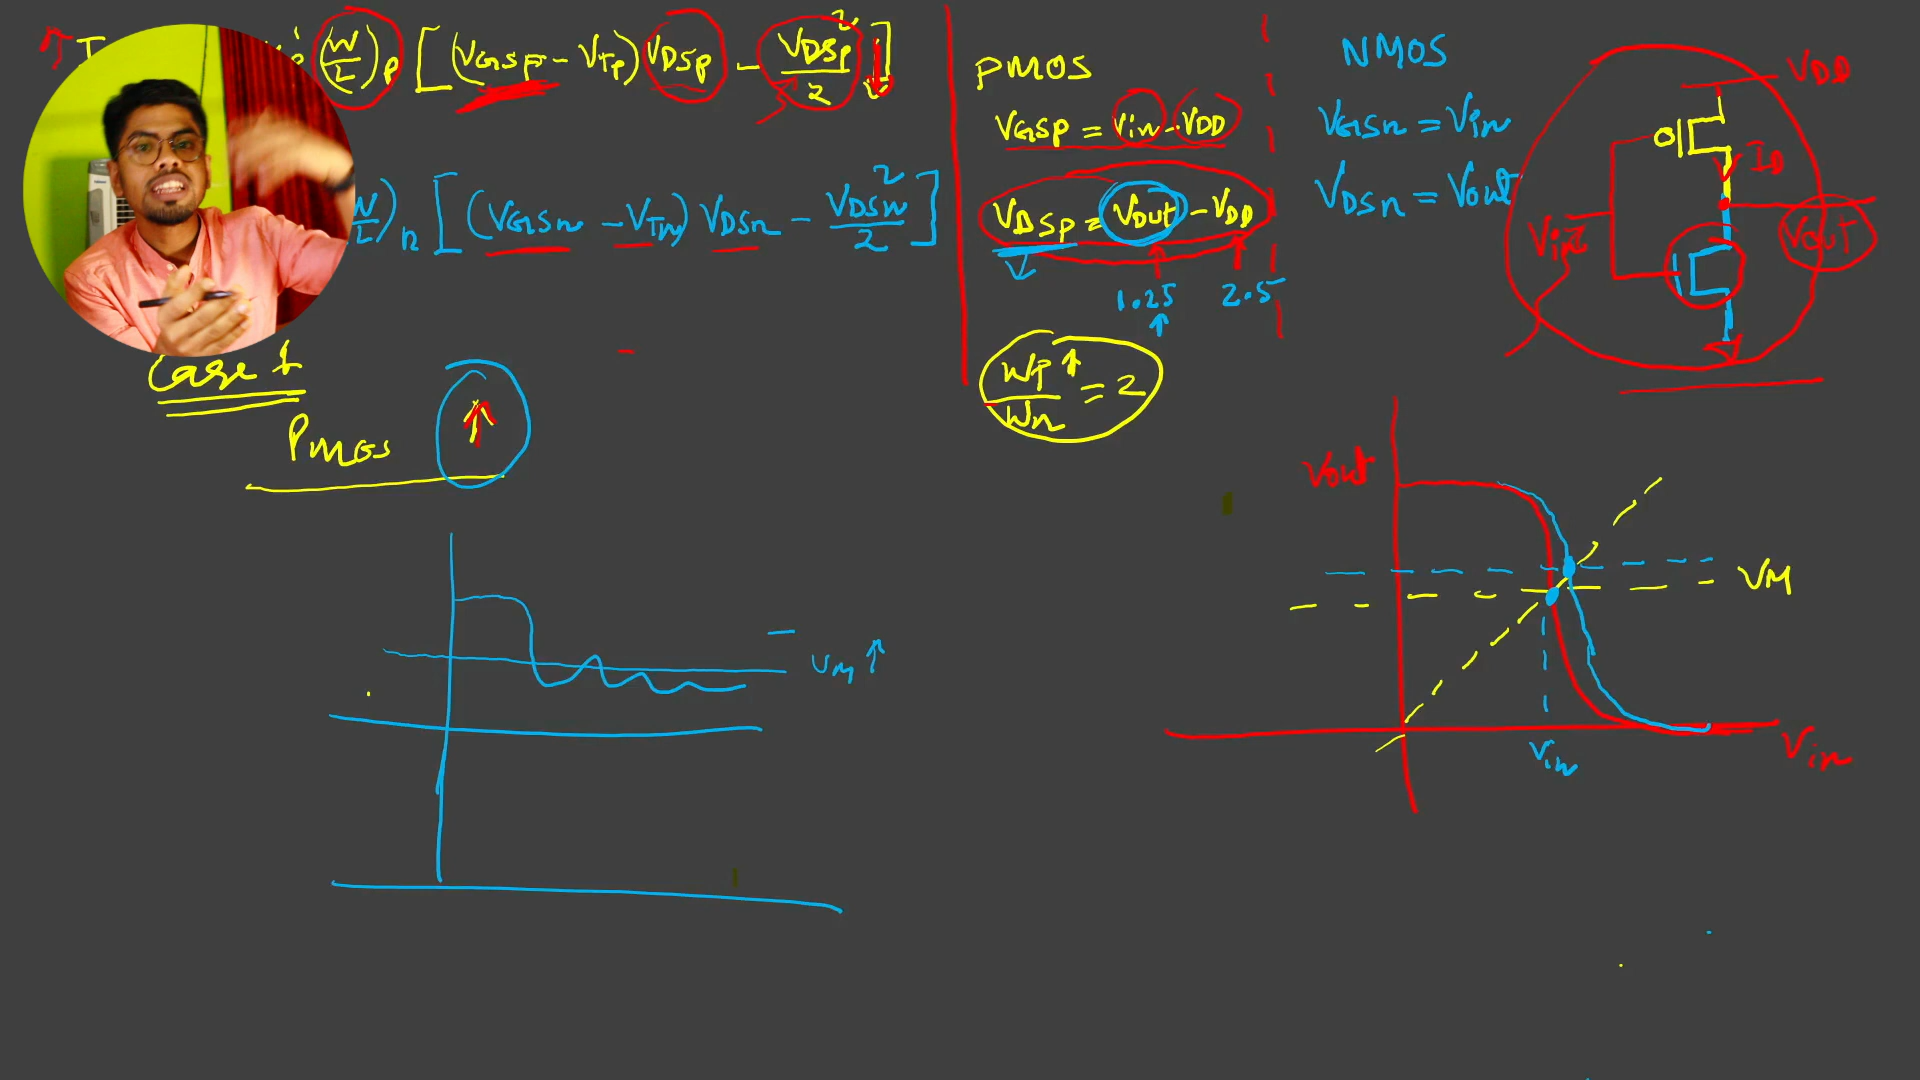 (W/L)p [(VGSp - VTp) VDSp - VDSp²/2]
W/L)n [(VGSn - VTn) VDSn - VDSn²/2]
Case 1
PMOS ↑
PMOS
VGSp = Vin - VDD
VDSp = Vout - VDD
1.25 2.5
Wp↑/Wn = 2
NMOS
VGSn = Vin
VDSn = Vout
VDD
ID
Vin
Vout
VM ↑
Vout
VM
Vin
Vin